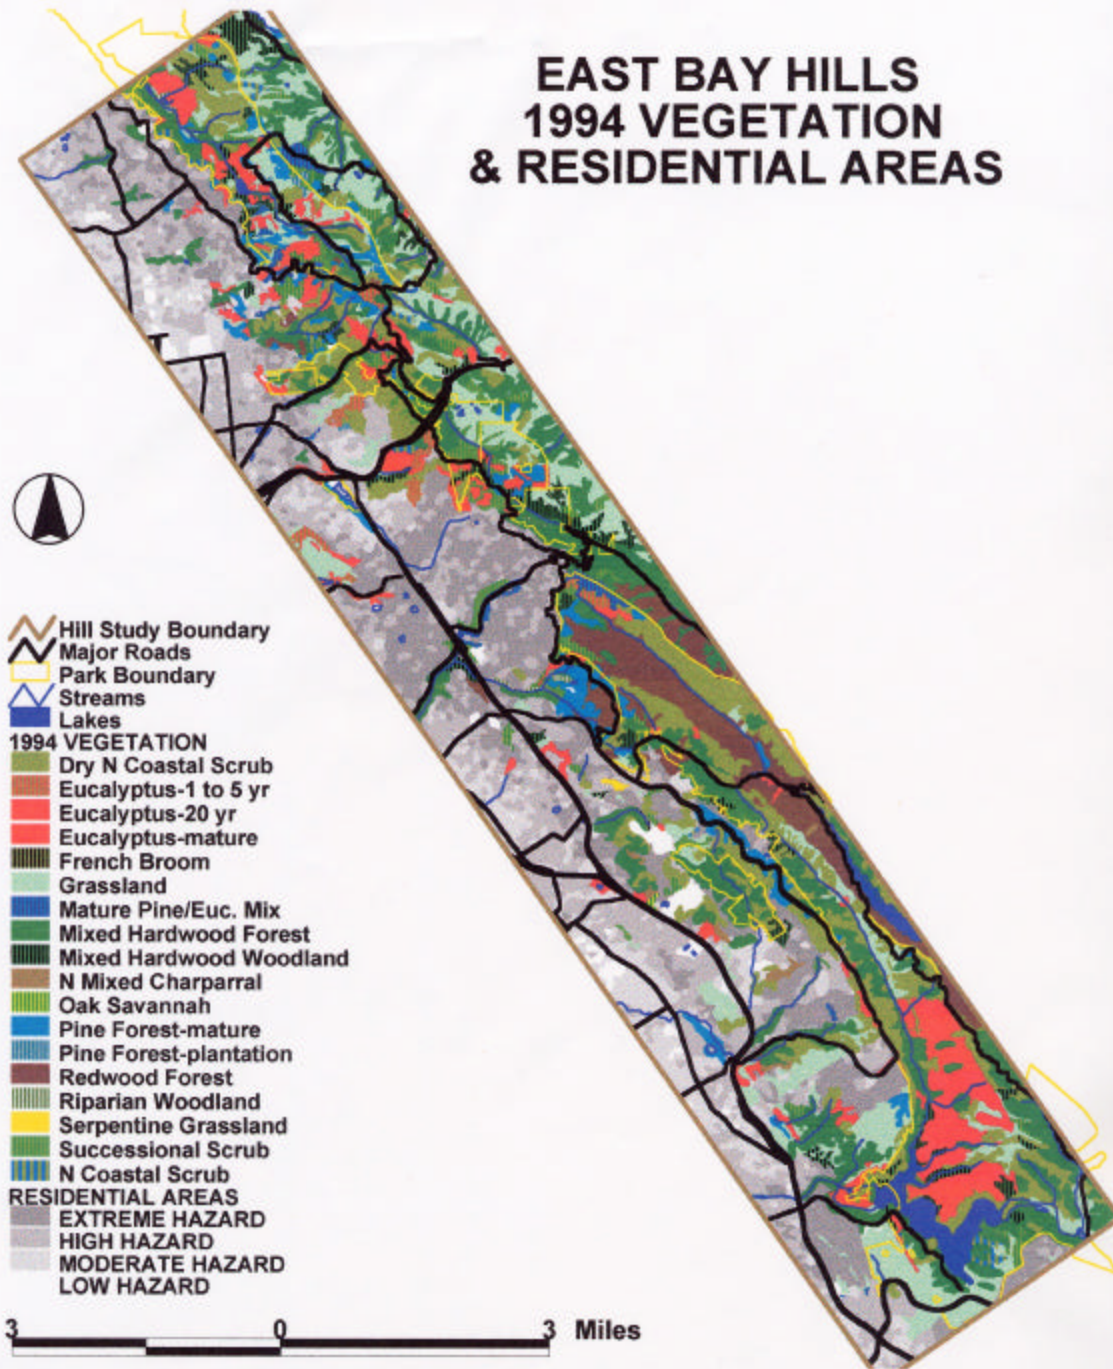 EAST BAY HILLS
1994 VEGETATION
& RESIDENTIAL AREAS
Hill Study Boundary
Major Roads
Park Boundary
Streams
Lakes
1994 VEGETATION
Dry N Coastal Scrub
Eucalyptus-1 to 5 yr
Eucalyptus-20 yr
Eucalyptus-mature
French Broom
Grassland
Mature Pine/Euc. Mix
Mixed Hardwood Forest
Mixed Hardwood Woodland
N Mixed Charparral
Oak Savannah
Pine Forest-mature
Pine Forest-plantation
Redwood Forest
Riparian Woodland
Serpentine Grassland
Successional Scrub
N Coastal Scrub
RESIDENTIAL AREAS
EXTREME HAZARD
HIGH HAZARD
MODERATE HAZARD
LOW HAZARD
3 0 3 Miles